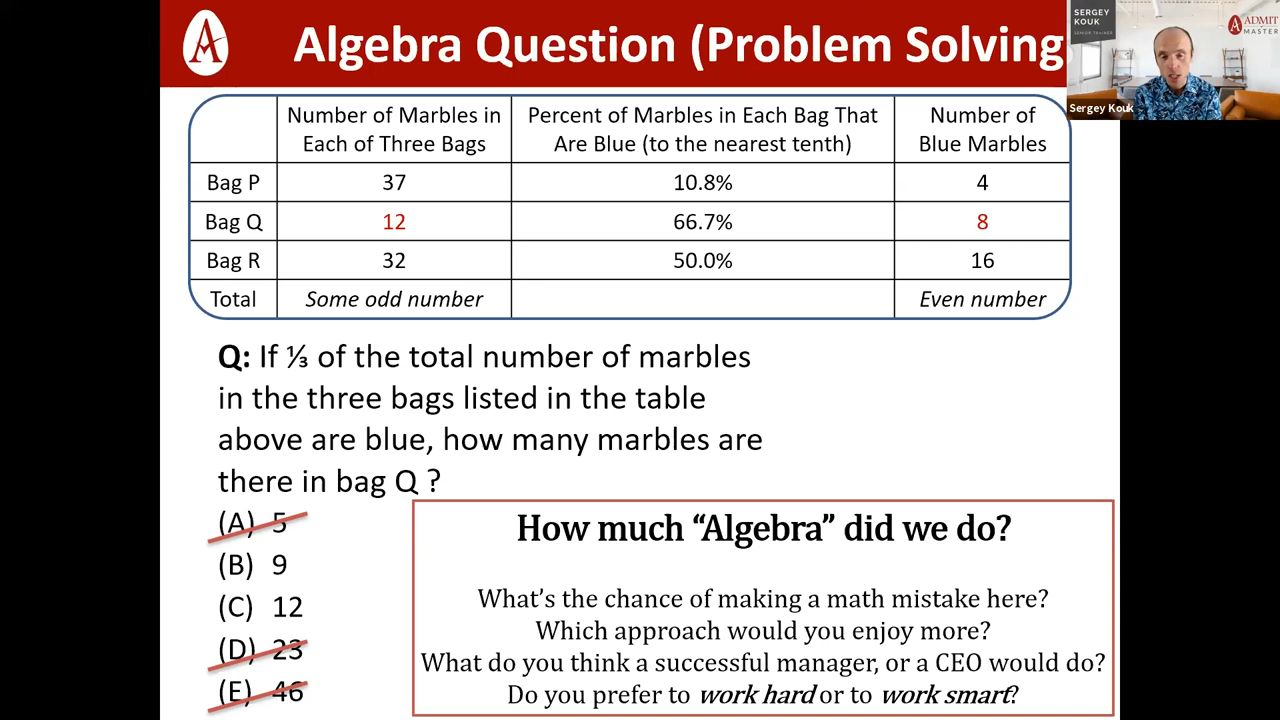 Algebra Question (Problem Solving
SERGEY
KOUK
SENIOR TRAINER
ADMIT
MASTER
Sergey Kouk
Number of Marbles in Each of Three Bags | Percent of Marbles in Each Bag That Are Blue (to the nearest tenth) | Number of Blue Marbles
Bag P 37 10.8% 4
Bag Q 12 66.7% 8
Bag R 32 50.0% 16
Total Some odd number Even number
Q: If ⅓ of the total number of marbles
in the three bags listed in the table
above are blue, how many marbles are
there in bag Q ?
(A) 5
(B) 9
(C) 12
(D) 23
(E) 46
How much “Algebra” did we do?
What’s the chance of making a math mistake here?
Which approach would you enjoy more?
What do you think a successful manager, or a CEO would do?
Do you prefer to work hard or to work smart?